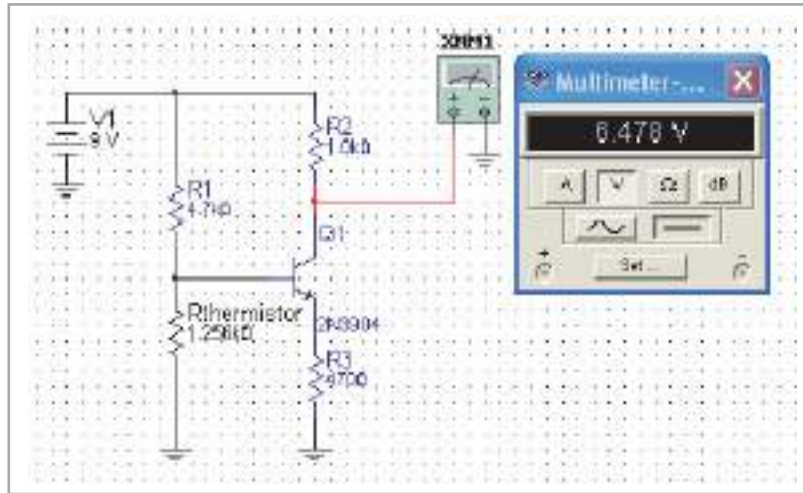 XMM1
Multimeter-...
6.478 V
A V Ω dB
+ −
Set...
+ −
V1
9 V
R1
4.7kΩ
R2
1.0kΩ
Q1
2N3904
Rthermistor
1.256kΩ
R3
470Ω